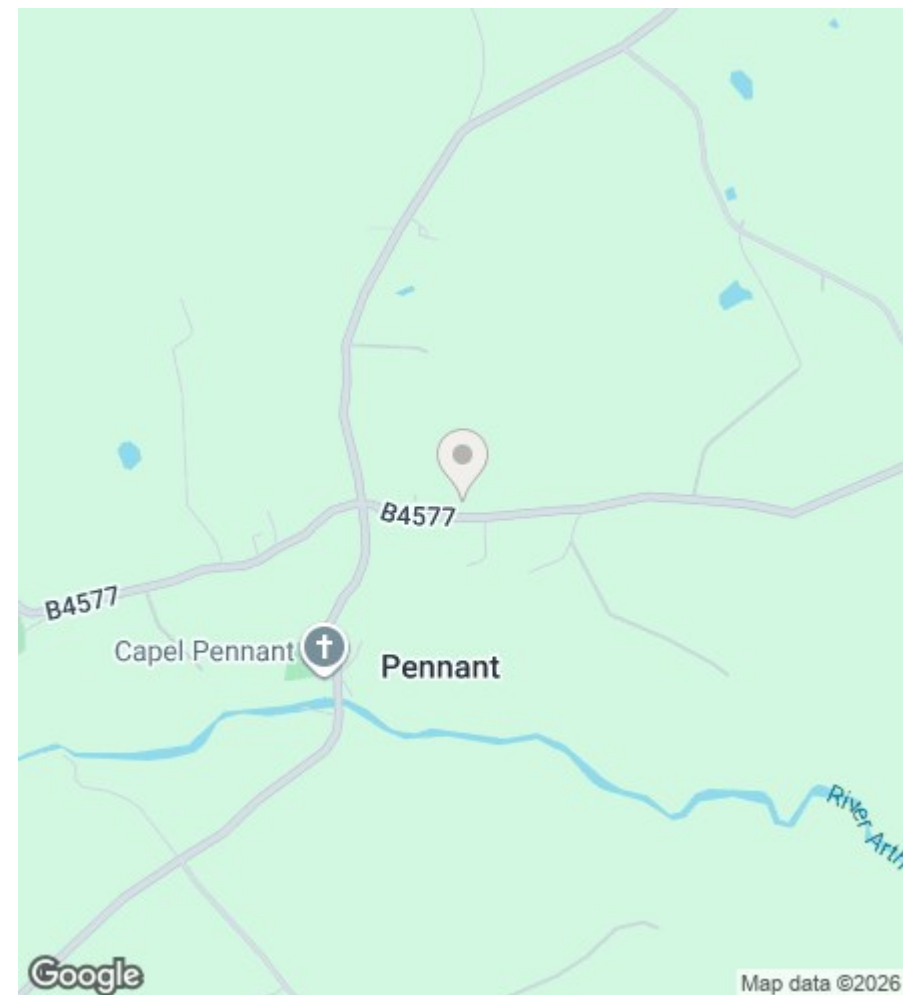 B4577
B4577
Capel Pennant
Pennant
River Arth
Google
Map data ©2026